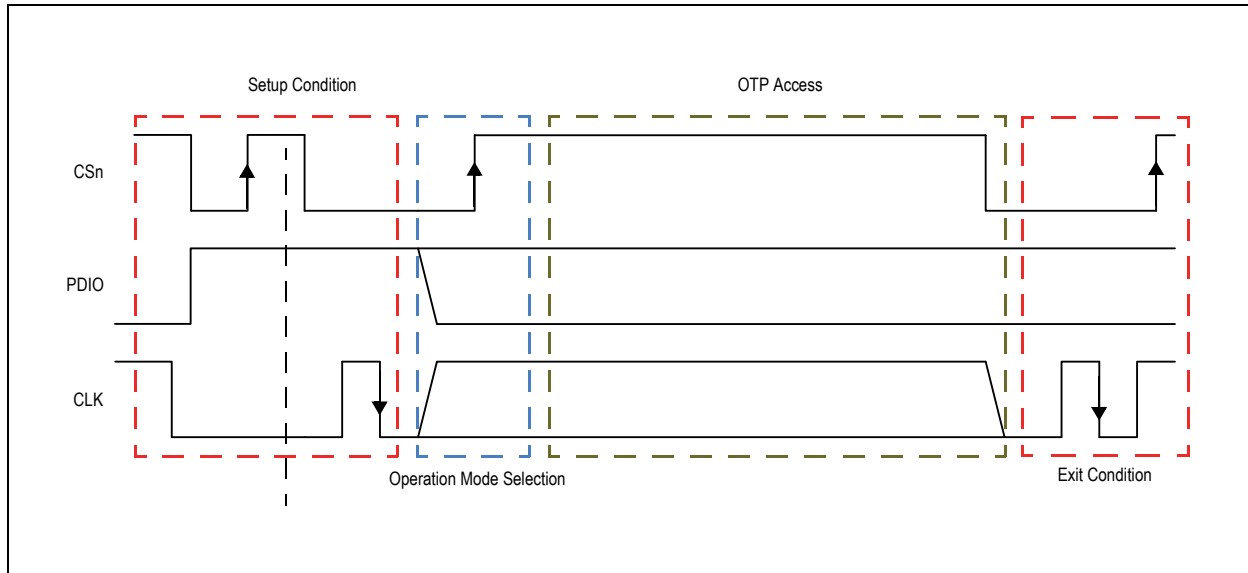 Setup Condition
OTP Access
CSn
PDIO
CLK
Operation Mode Selection
Exit Condition